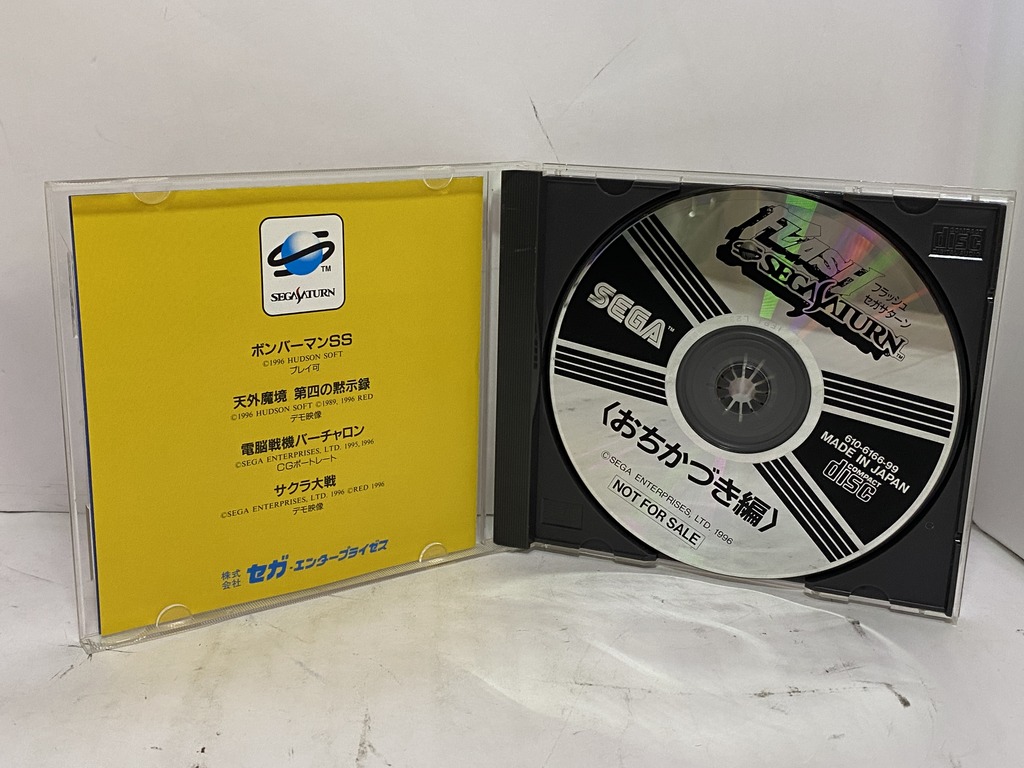 TM
SEGA SATURN
ボンバーマンSS
©1996 HUDSON SOFT
プレイ可
天外魔境 第四の黙示録
©1996 HUDSON SOFT ©1989, 1996 RED
デモ映像
電脳戦機バーチャロン
©SEGA ENTERPRISES, LTD. 1995,1996
CGポートレート
サクラ大戦
©SEGA ENTERPRISES, LTD. 1996 ©RED 1996
デモ映像
株式会社 セガ・エンタープライゼス
FLASH
SEGA SATURN TM
フラッシュ
セガサターン
SEGA TM
610-6166-99
MADE IN JAPAN
COMPACT
disc
〈おちかづき編〉
©SEGA ENTERPRISES, LTD. 1996
NOT FOR SALE
disc